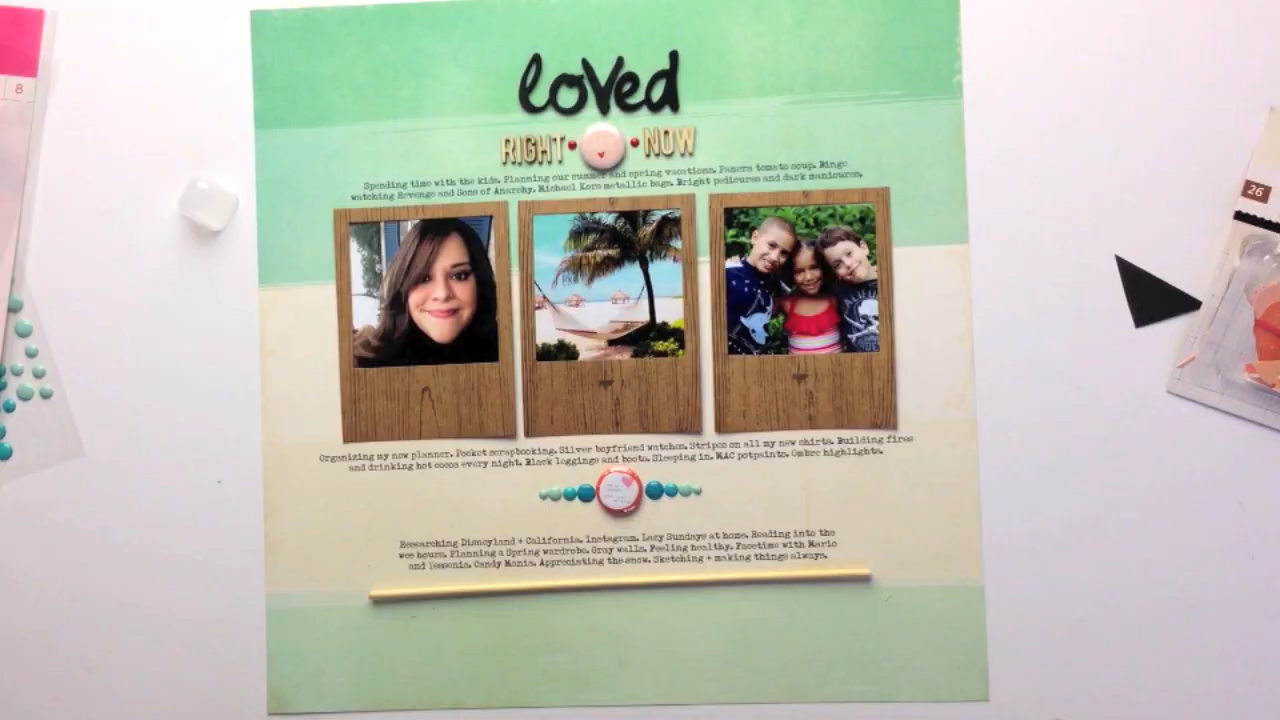 8
loved
RIGHT NOW
Spending time with the kids. Planning our summer and spring vacations. Panera tomato soup. Binge
watching Revenge and Sons of Anarchy. Michael Kors metallic bags. Bright pedicures and dark manicures.
26
Organizing my new planner. Pocket scrapbooking. Silver boyfriend watches. Stripes on all my new shirts. Building fires
and drinking hot cocoa every night. Black leggings and boots. Sleeping in. MAC potpaints. Ombre highlights.
Researching Disneyland + California. Instagram. Lazy Sundays at home. Reading into the
wee hours. Planning a Spring wardrobe. Gray walls. Feeling healthy. Facetime with Mario
and Yessenia. Candy Mania. Appreciating the snow. Sketching + making things always.